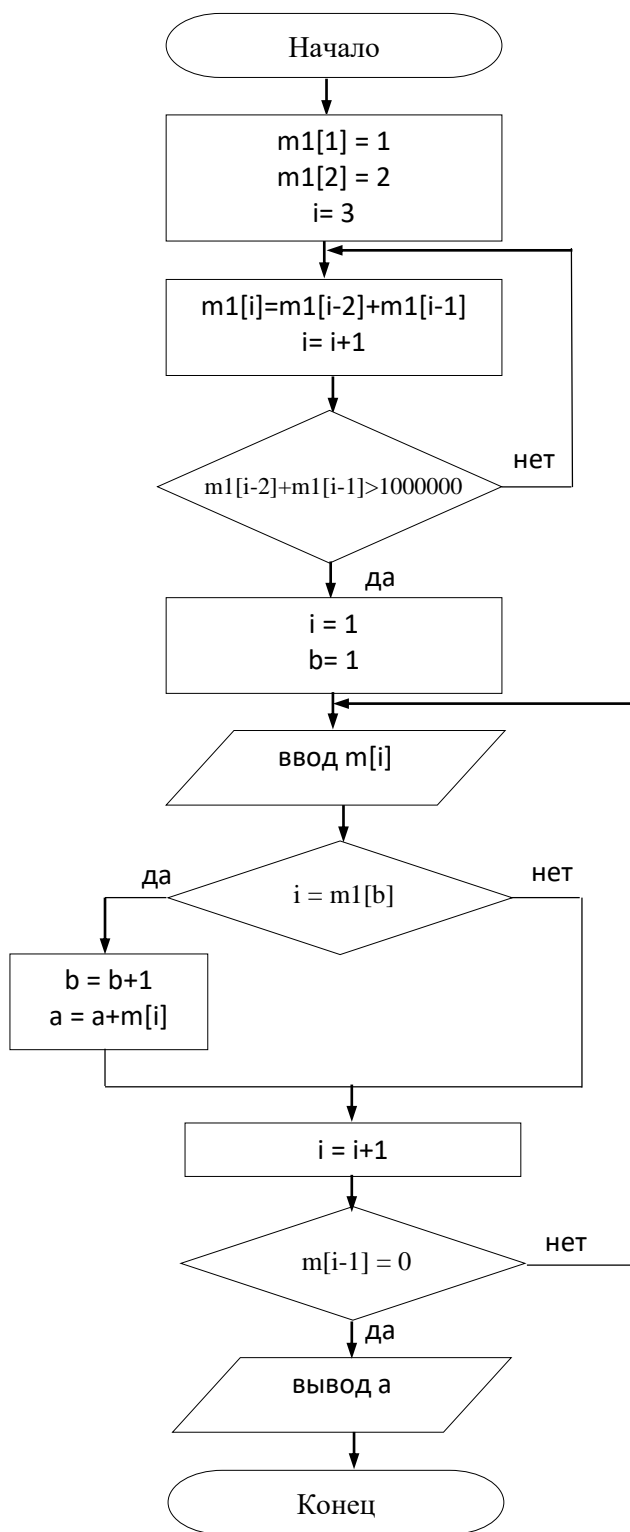 Начало
m1[1] = 1
m1[2] = 2
i= 3
m1[i]=m1[i-2]+m1[i-1]
i= i+1
m1[i-2]+m1[i-1]>1000000
нет
да
i = 1
b= 1
ввод m[i]
да
i = m1[b]
нет
b = b+1
a = a+m[i]
i = i+1
m[i-1] = 0
нет
да
вывод a
Конец